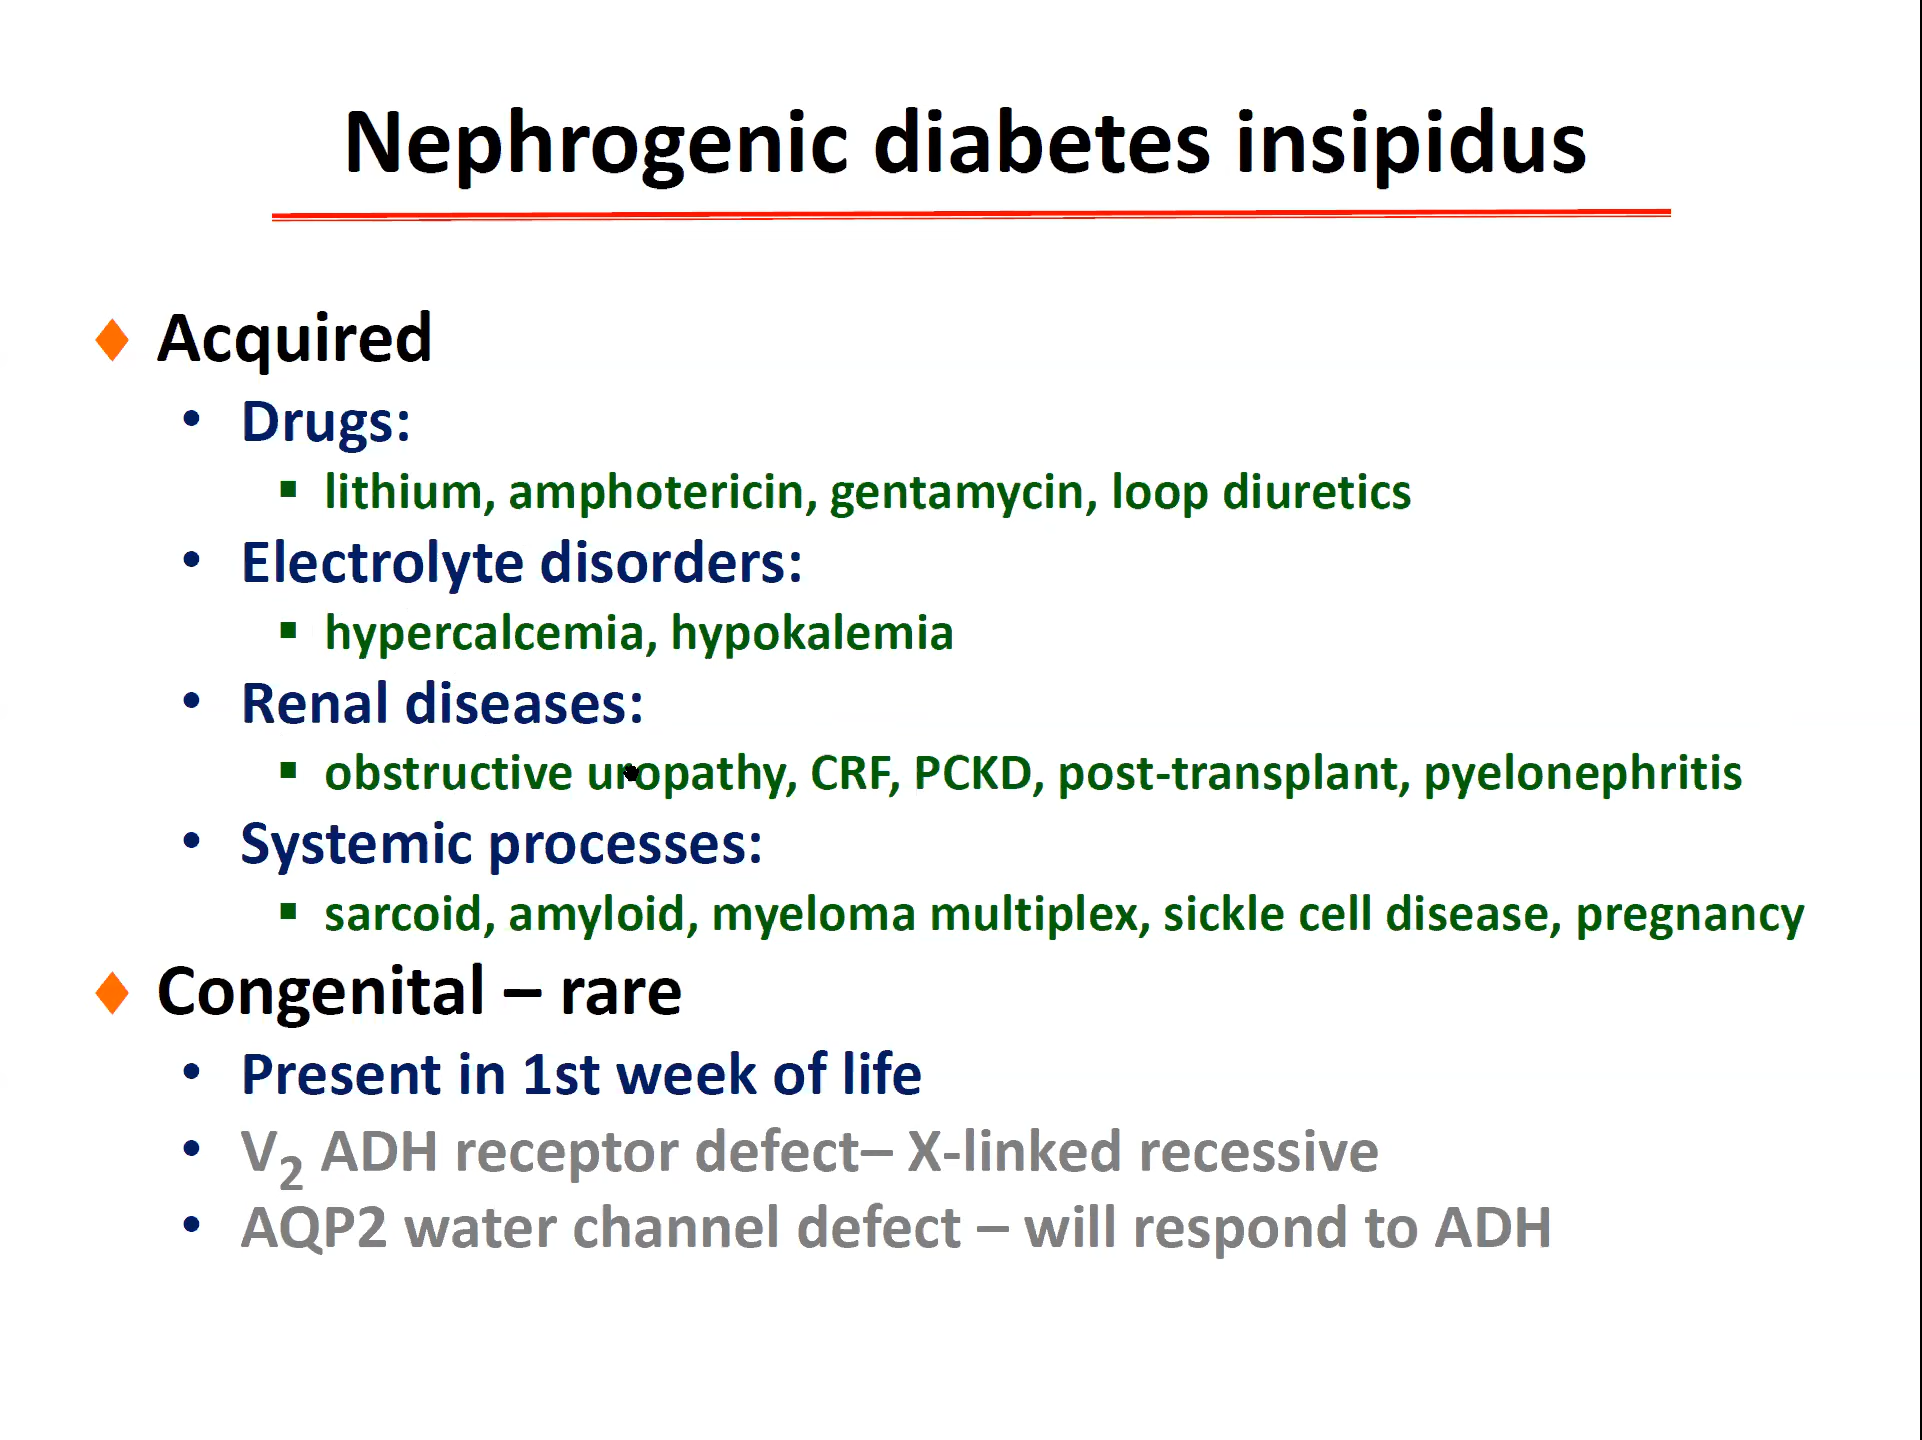 Nephrogenic diabetes insipidus
Acquired
Drugs:
lithium, amphotericin, gentamycin, loop diuretics
Electrolyte disorders:
hypercalcemia, hypokalemia
Renal diseases:
obstructive uropathy, CRF, PCKD, post-transplant, pyelonephritis
Systemic processes:
sarcoid, amyloid, myeloma multiplex, sickle cell disease, pregnancy
Congenital – rare
Present in 1st week of life
V2 ADH receptor defect– X-linked recessive
AQP2 water channel defect – will respond to ADH